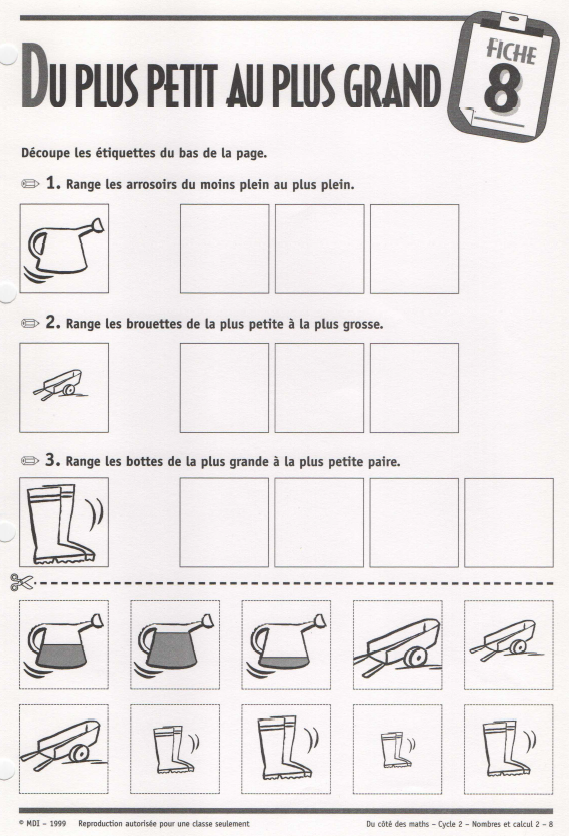 FICHE
8
DU PLUS PETIT AU PLUS GRAND
Découpe les étiquettes du bas de la page.
1. Range les arrosoirs du moins plein au plus plein.
2. Range les brouettes de la plus petite à la plus grosse.
3. Range les bottes de la plus grande à la plus petite paire.
© MDI – 1999 Reproduction autorisée pour une classe seulement Du côté des maths – Cycle 2 – Nombres et calcul 2 – 8